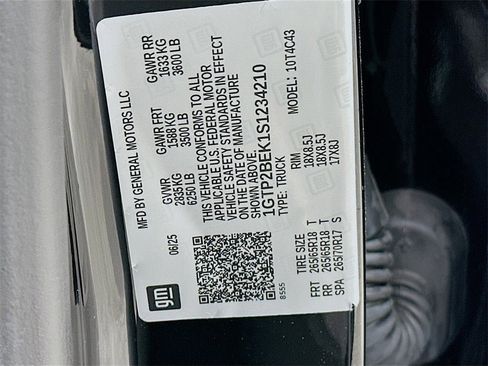 gm
MFD BY GENERAL MOTORS LLC
06/25
GVWR
2835 KG
6250 LB
GAWR FRT
1588 KG
3500 LB
GAWR RR
1633 KG
3600 LB
THIS VEHICLE CONFORMS TO ALL
APPLICABLE U.S. FEDERAL MOTOR
VEHICLE SAFETY STANDARDS IN EFFECT
ON THE DATE OF MANUFACTURE
SHOWN ABOVE.
1GTP2BEK1S1234210
TYPE: TRUCK
MODEL: 10T4C43
8555
TIRE SIZE RIM
FRT 265/65R18 T 18X8.5J
RR 265/65R18 T 18X8.5J
SPA 265/70R17 S 17X8J